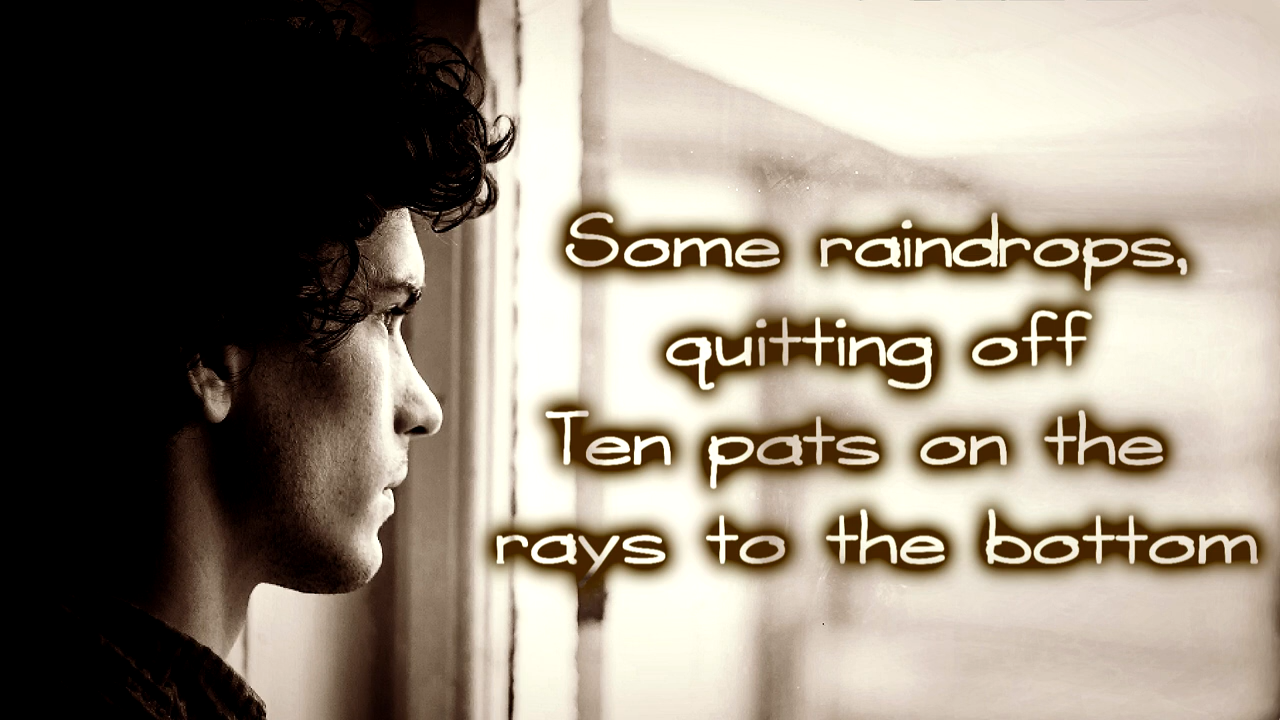 Some raindrops,
quitting off
Ten pats on the
rays to the bottom